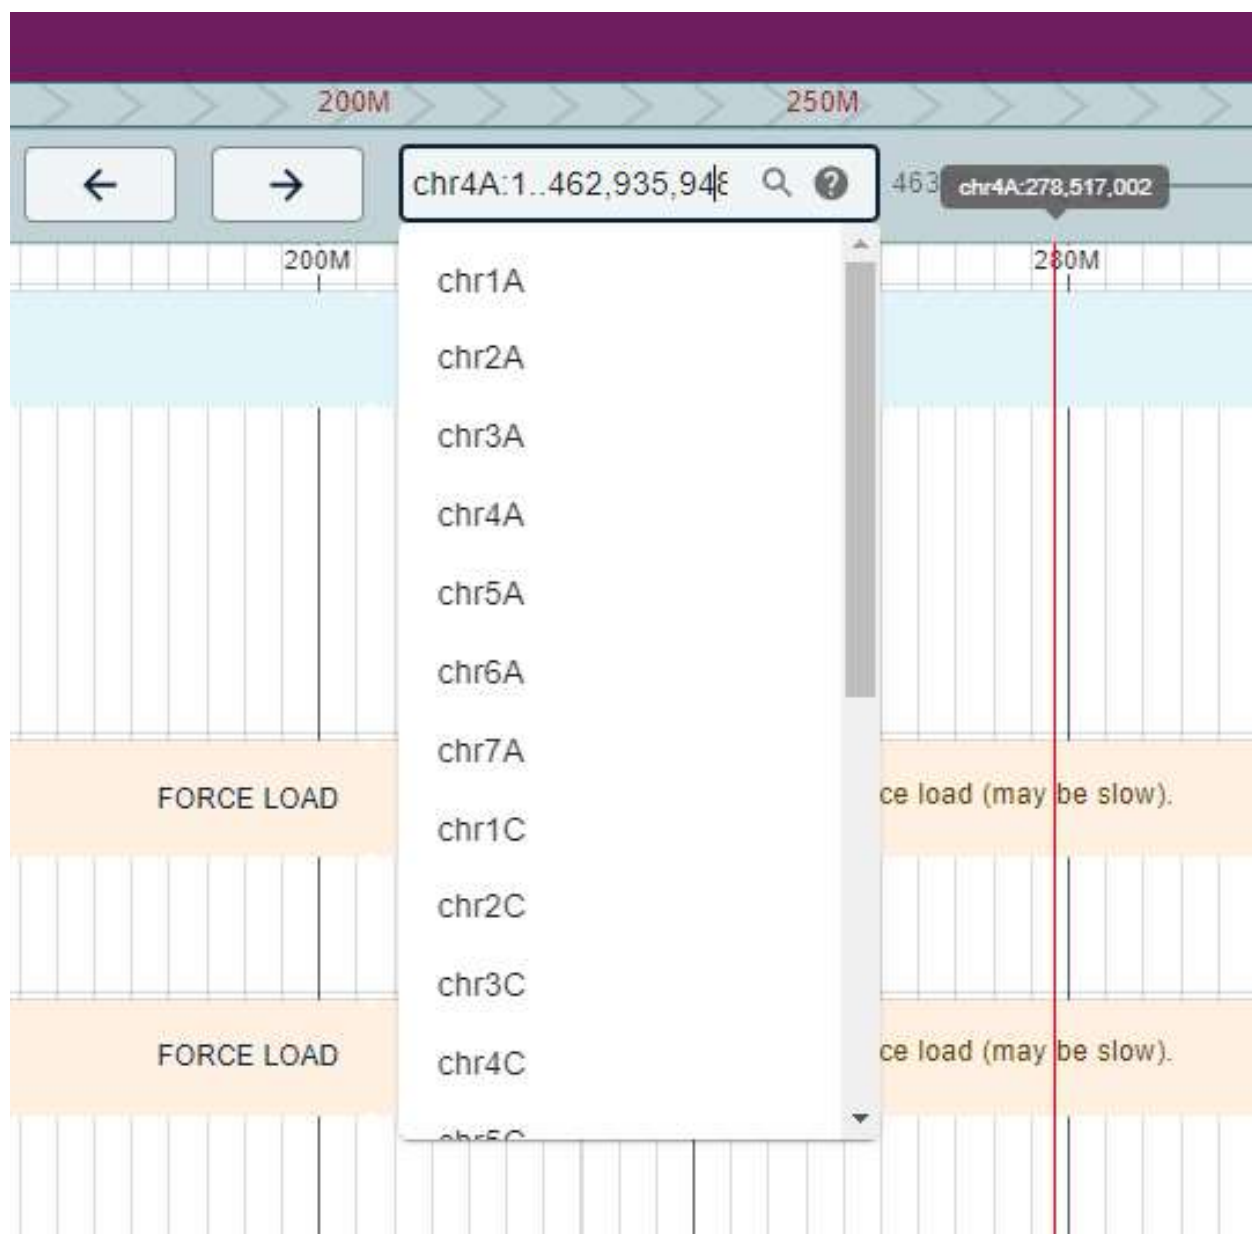 200M 250M
chr4A:1..462,935,948 463 chr4A:278,517,002
200M 280M
chr1A
chr2A
chr3A
chr4A
chr5A
chr6A
chr7A
FORCE LOAD ce load (may be slow).
chr1C
chr2C
chr3C
FORCE LOAD ce load (may be slow).
chr4C
chr5C